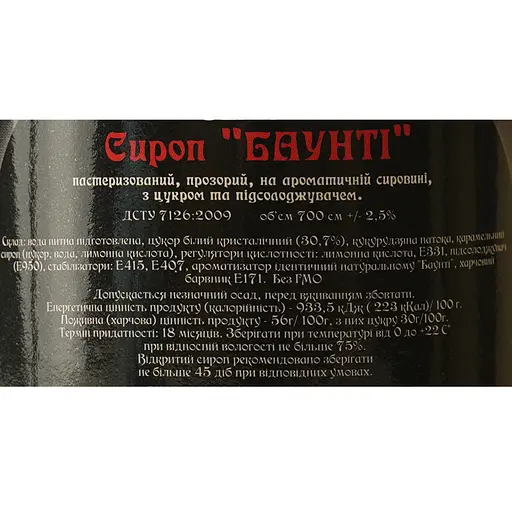 Сироп "БАУНТІ"
пастеризований, прозорий, на ароматичній сировині,
з цукром та підсолоджувачем.
ДСТУ 7126:2009 об'єм 700 см +/- 2,5%
Склад: вода питна підготовлена, цукор білий кристалічний (30,7%), кукурудзяна патока, карамельний
сироп (цукор, вода, лимонна кислота), регулятори кислотності: лимонна кислота, Е331, підсолоджувач
(Е950), стабілізатори: Е415, Е407, ароматизатор ідентичний натуральному "Баунті", харчовий
барвник Е171. Без ГМО
Допускається незначний осад, перед вживанням збовтати.
Енергетична цінність продукту (калорійність) - 933,5 кДж ( 223 кКал)/ 100 г.
Поживна (харчова) цінність продукту - 56г/ 100г, з них цукру 30г/100г.
Термін придатності: 18 місяців. Зберігати при температурі від 0 до +22 С
при відносній вологості не більше 75%.
Відкритий сироп рекомендовано зберігати
не більше 45 діб при відповідних умовах.